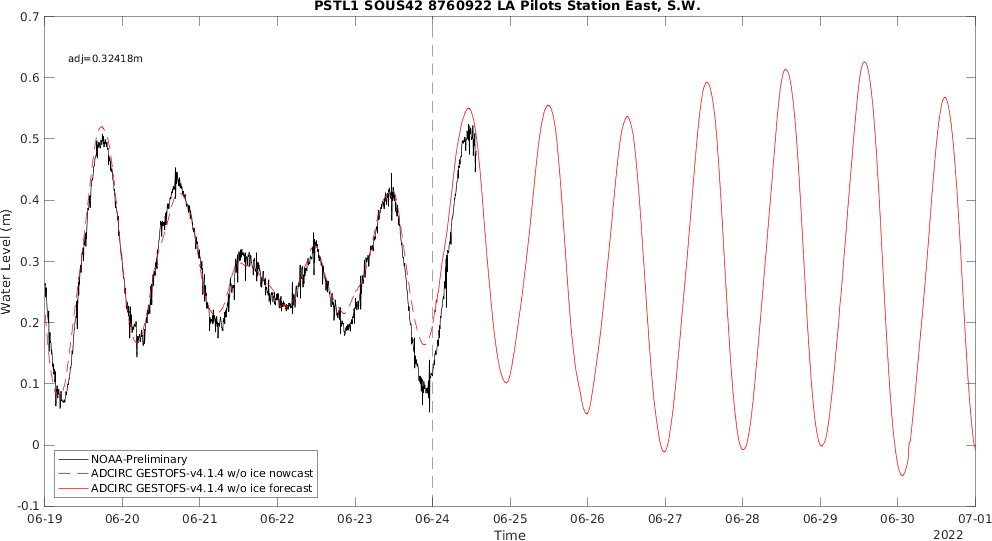 PSTL1 SOUS42 8760922 LA Pilots Station East, S.W.
0.7
adj=0.32418m
0.6
0.5
0.4
0.3
0.2
0.1
0
-0.1
Water Level (m)
NOAA-Preliminary
ADCIRC GESTOFS-v4.1.4 w/o ice nowcast
ADCIRC GESTOFS-v4.1.4 w/o ice forecast
06-19 06-20 06-21 06-22 06-23 06-24 06-25 06-26 06-27 06-28 06-29 06-30 07-01
Time
2022